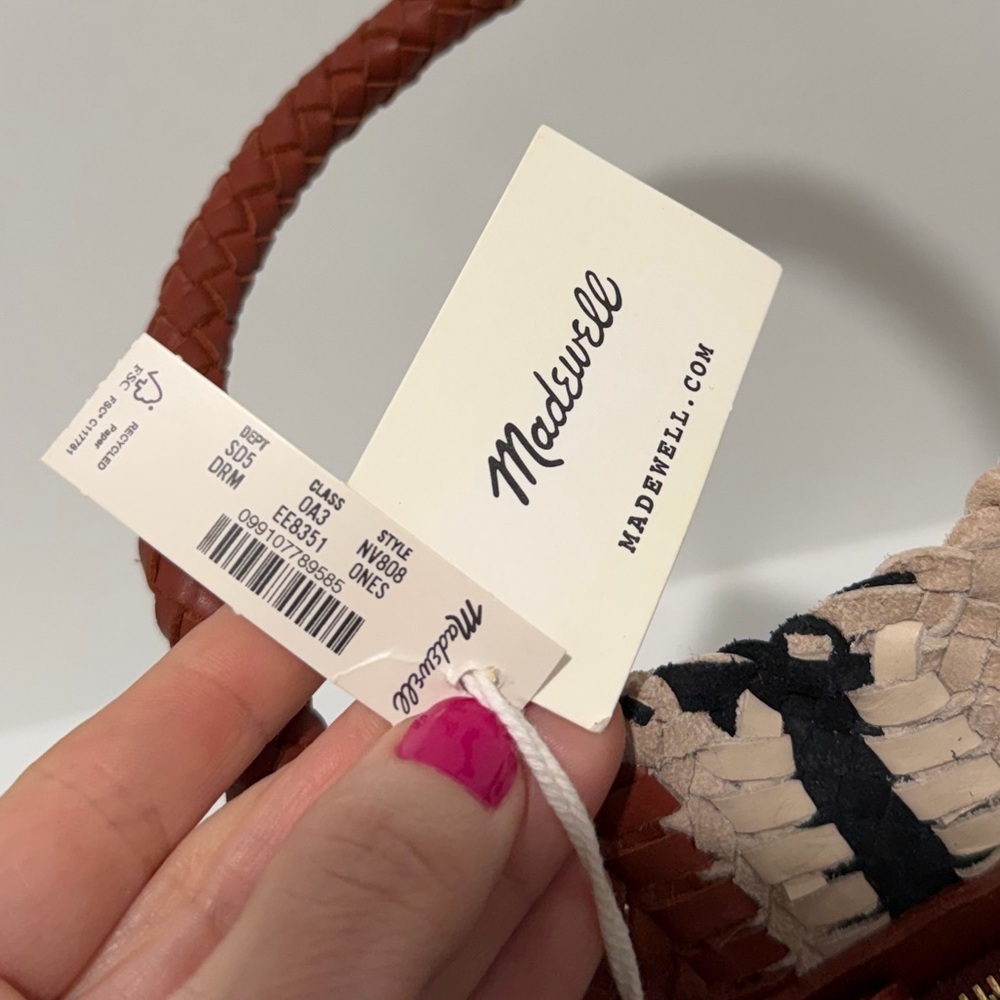 Madewell
MADEWELL.COM
FSC
FSC® C117781
RECYCLED
Paper
DEPT CLASS STYLE
SD5 0A3 NV808
DRM EE8351 ONES
099107789585
Madewell